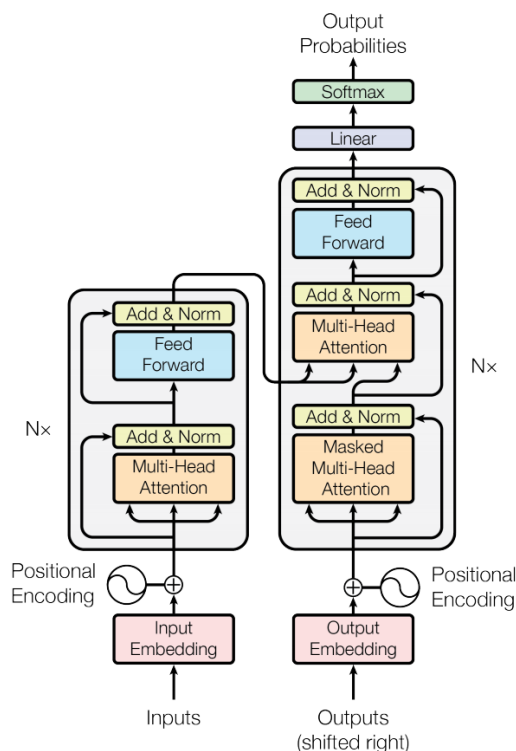 Output
Probabilities
Softmax
Linear
Add & Norm
Feed
Forward
Add & Norm
Multi-Head
Attention
Add & Norm
Masked
Multi-Head
Attention
N×
Add & Norm
Feed
Forward
Add & Norm
Multi-Head
Attention
N×
Positional
Encoding
Positional
Encoding
Input
Embedding
Output
Embedding
Inputs
Outputs
(shifted right)